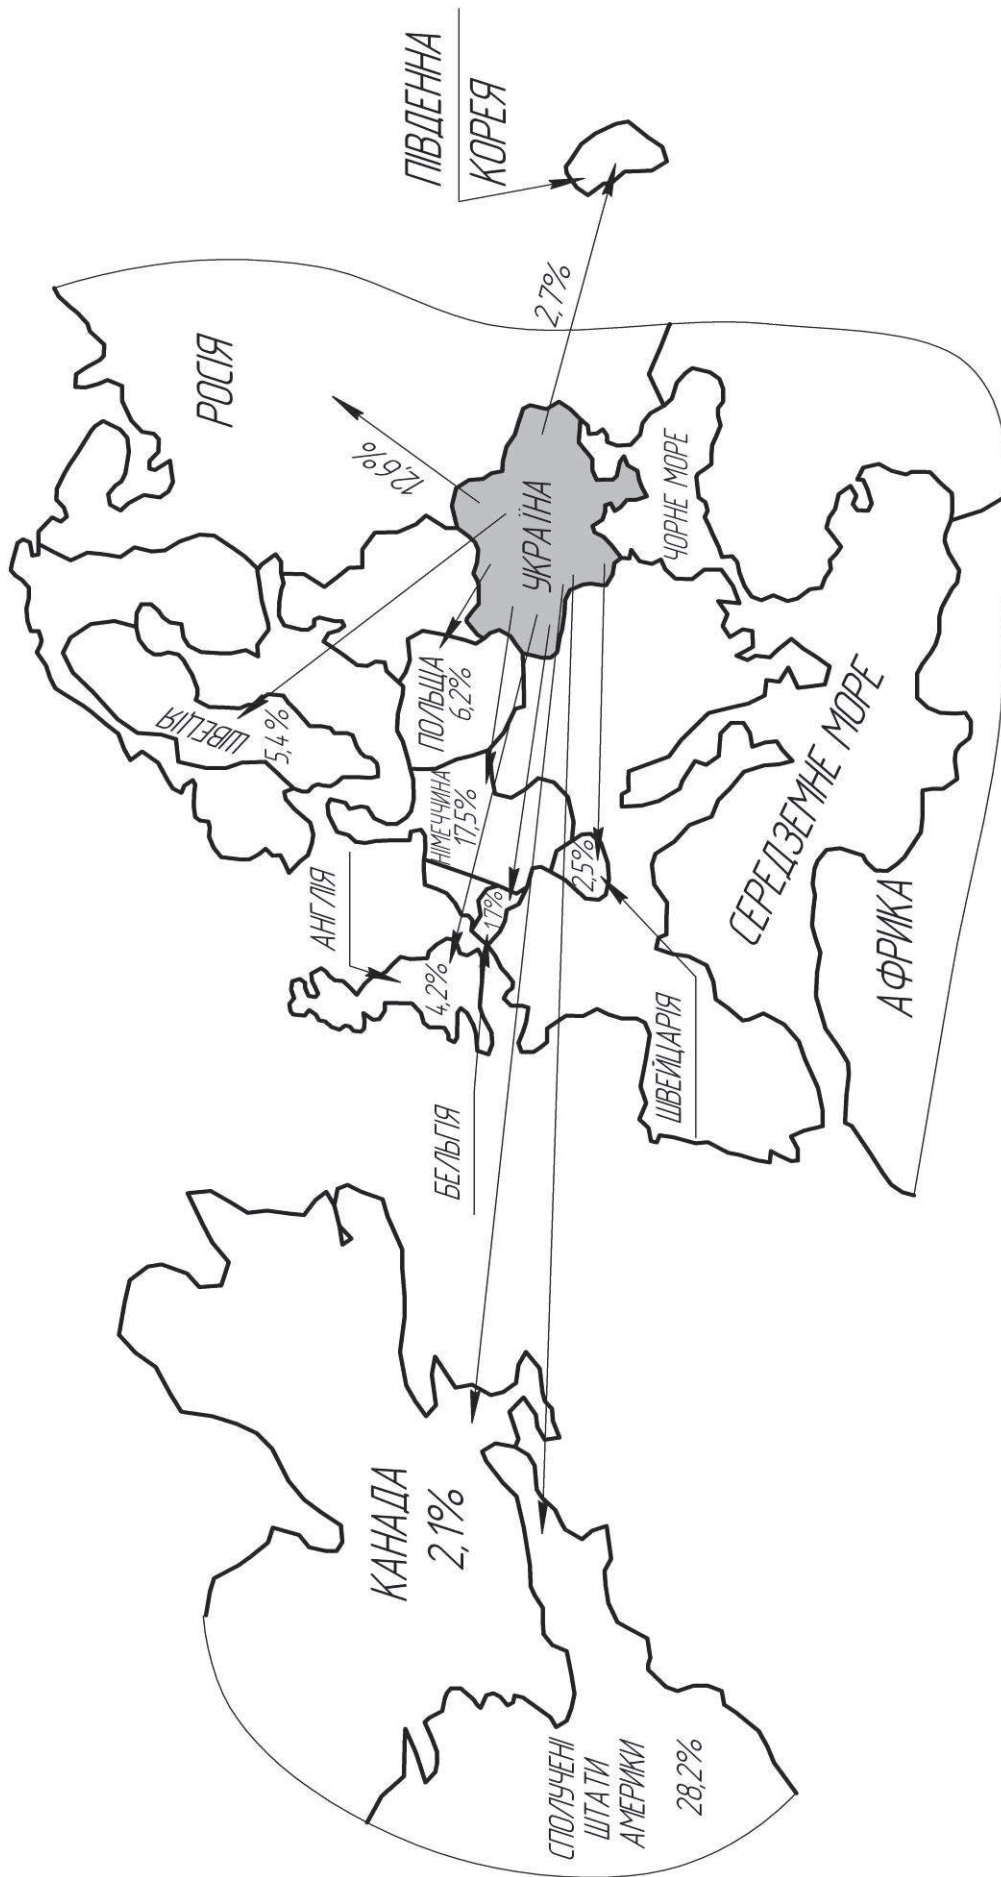 КАНАДА
2,1%
СПОЛУЧЕНІ
ШТАТИ
АМЕРИКИ
28,2%
БЕЛЬГІЯ
АНГЛІЯ
4,2%
1,7%
НІМЕЧЧИНА
17,5%
ШВЕЙЦАРІЯ
2,5%
ШВЕЦІЯ
5,4%
ПОЛЬЩА
6,2%
УКРАЇНА
12,6%
РОСІЯ
2,7%
ПІВДЕННА
КОРЕЯ
ЧОРНЕ МОРЕ
СЕРЕДЗЕМНЕ МОРЕ
АФРИКА